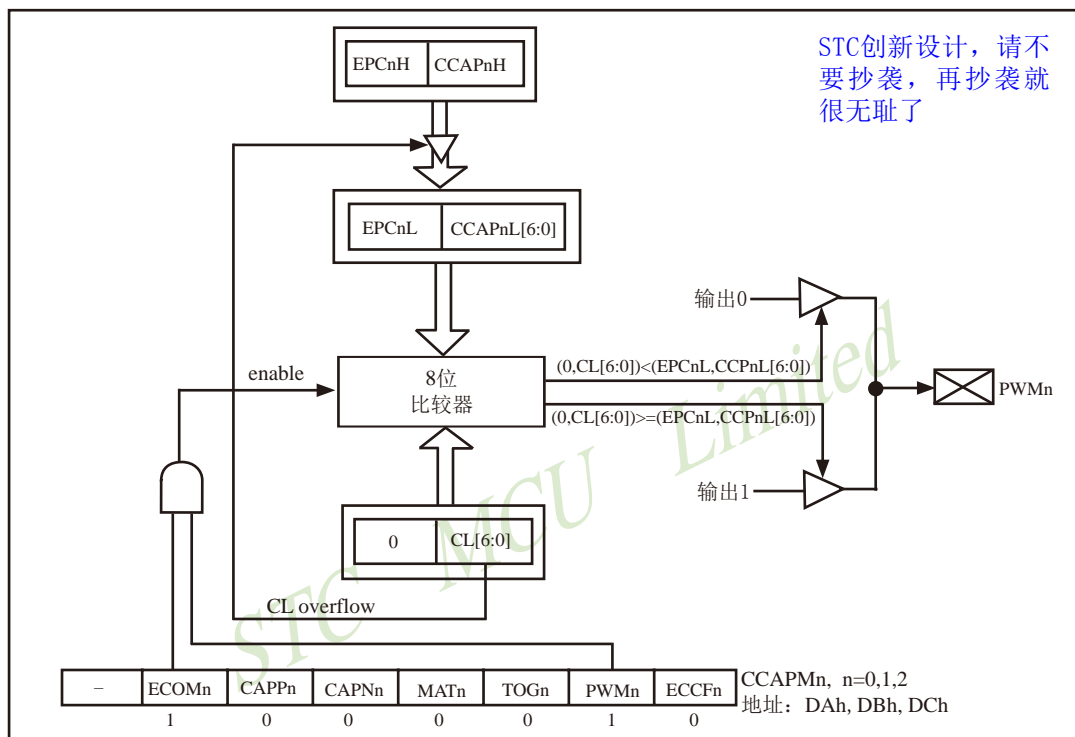 EPCnH CCAPnH
STC创新设计，请不
要抄袭，再抄袭就
很无耻了
EPCnL CCAPnL[6:0]
输出0
enable
8位
比较器
(0,CL[6:0])<(EPCnL,CCPnL[6:0])
(0,CL[6:0])>=(EPCnL,CCPnL[6:0])
PWMn
输出1
0 CL[6:0]
CL overflow
STC MCU Limited
– ECOMn CAPPn CAPNn MATn TOGn PWMn ECCFn
CCAPMn, n=0,1,2
地址：DAh, DBh, DCh
1 0 0 0 0 1 0